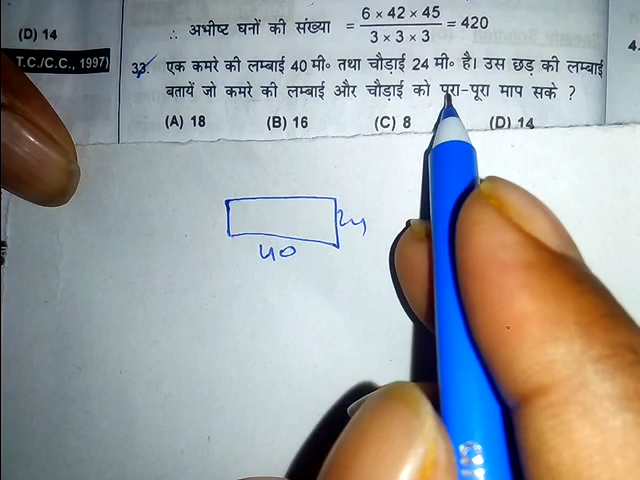 (D) 14
∴ अभीष्ट घनों की संख्या = 6 × 42 × 45 / 3 × 3 × 3 = 420
T.C./C.C., 1997)
33. एक कमरे की लम्बाई 40 मी० तथा चौड़ाई 24 मी० है। उस छड़ की लम्बाई
बतायें जो कमरे की लम्बाई और चौड़ाई को पूरा-पूरा माप सके ?
(A) 18 (B) 16 (C) 8 (D) 14
4.
24
40